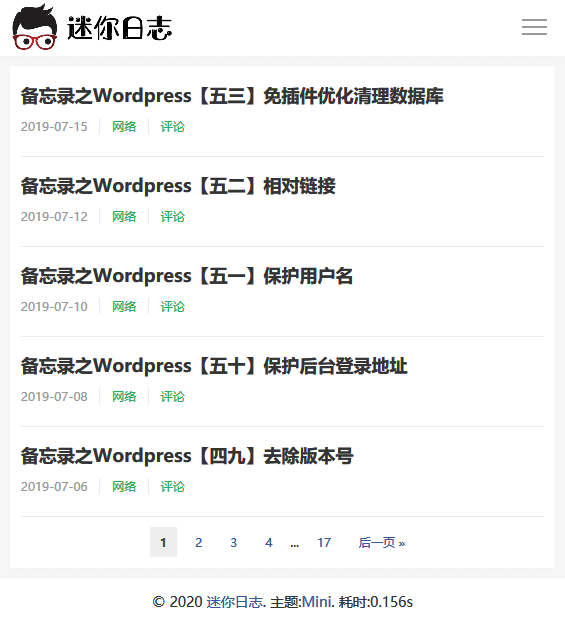 迷你日志
备忘录之Wordpress【五三】免插件优化清理数据库
2019-07-15 网络 评论
备忘录之Wordpress【五二】相对链接
2019-07-12 网络 评论
备忘录之Wordpress【五一】保护用户名
2019-07-10 网络 评论
备忘录之Wordpress【五十】保护后台登录地址
2019-07-08 网络 评论
备忘录之Wordpress【四九】去除版本号
2019-07-06 网络 评论
1 2 3 4 ... 17 后一页 »
© 2020 迷你日志. 主题:Mini. 耗时:0.156s